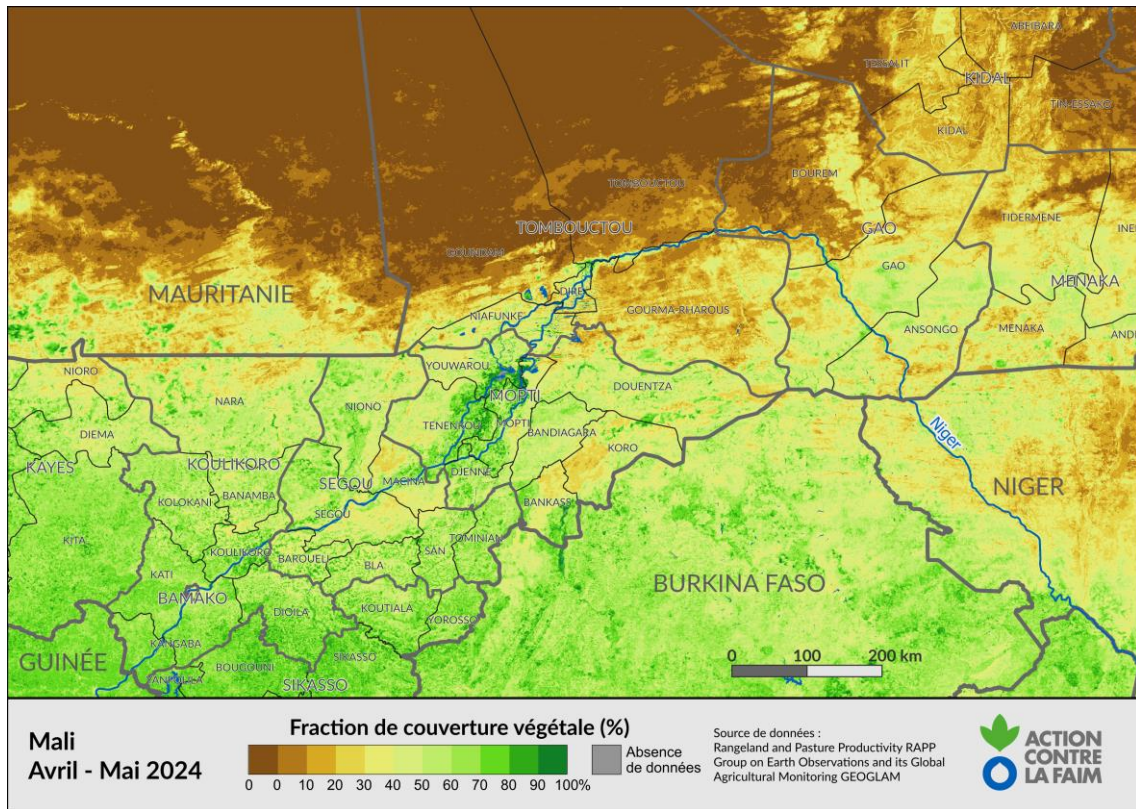 ABEIBARA
TESSALIT
KIDAL
TIN-ESSAKO
KIDAL
BOUREM
TOMBOUCTOU
TIDERMENE
TOMBOUCTOU
GAO
GOUNDAM
GAO
MENAKA
MAURITANIE
DIRE
NIAFUNKE
GOURMA-RHAROUS
ANSONGO
MENAKA
YOUWAROU
NIORO
DOUENTZA
NARA
NIONO
MOPTI
TENENKOU
MOPTI
BANDIAGARA
DIEMA
KORO
Niger
KAYES
KOULIKORO
DJENNE
SEGOU
MACINA
NIGER
KOLOKANI
BANAMBA
BANKASS
SEGOU
KITA
TOMINIAN
KOULIKORO
BAROUELI
SAN
BLA
KATI
BURKINA FASO
BAMAKO
DIOILA
KOUTIALA
YOROSSO
KANGABA
GUINÉE
SIKASSO
BOUGOUNI
SIKASSO
0 100 200 km
Mali
Avril - Mai 2024
Fraction de couverture végétale (%)
0 0 10 20 30 40 50 60 70 80 90 100%
Absence
de données
Source de données :
Rangeland and Pasture Productivity RAPP
Group on Earth Observations and its Global
Agricultural Monitoring GEOGLAM
ACTION
CONTRE
LA FAIM